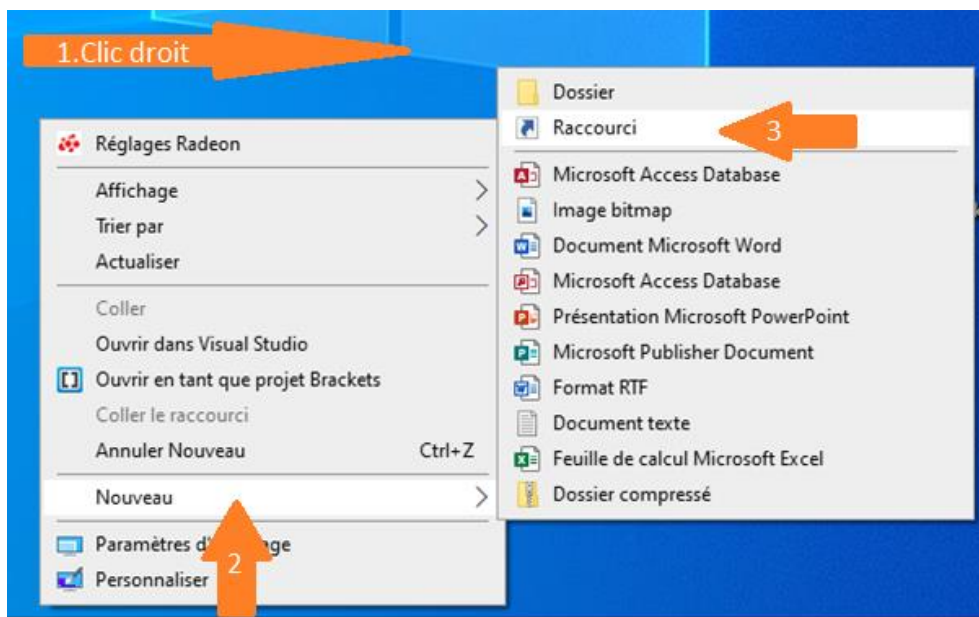 1.Clic droit
Réglages Radeon
Affichage
Trier par
Actualiser
Coller
Ouvrir dans Visual Studio
Ouvrir en tant que projet Brackets
Coller le raccourci
Annuler Nouveau Ctrl+Z
Nouveau
Paramètres
Personnaliser
2
Dossier
Raccourci
3
Microsoft Access Database
Image bitmap
Document Microsoft Word
Microsoft Access Database
Présentation Microsoft PowerPoint
Microsoft Publisher Document
Format RTF
Document texte
Feuille de calcul Microsoft Excel
Dossier compressé